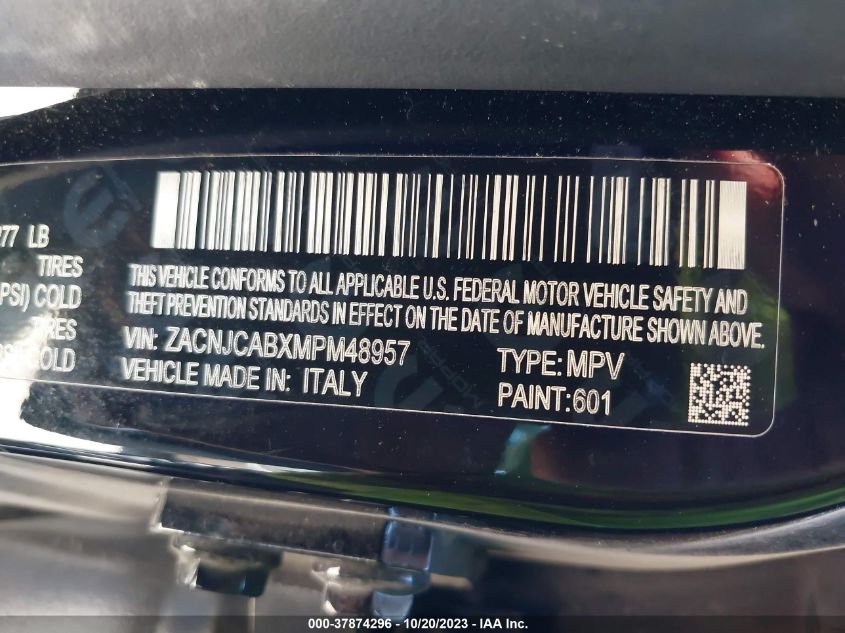 277 LB
TIRES
PSI) COLD
TIRES
COLD
THIS VEHICLE CONFORMS TO ALL APPLICABLE U.S. FEDERAL MOTOR VEHICLE SAFETY AND
THEFT PREVENTION STANDARDS IN EFFECT ON THE DATE OF MANUFACTURE SHOWN ABOVE.
VIN: ZACNJCABXMPM48957
TYPE:MPV
VEHICLE MADE IN: ITALY
PAINT:601
000-37874296 - 10/20/2023 - IAA Inc.